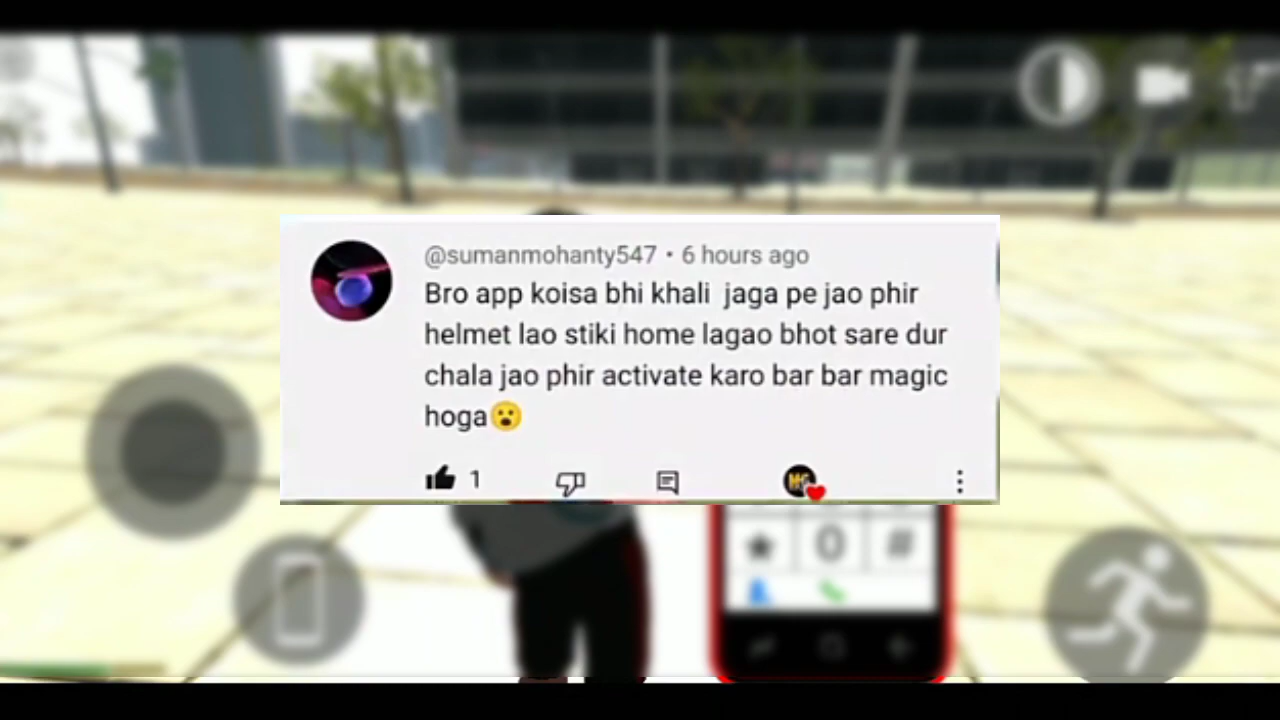 @sumanmohanty547 • 6 hours ago
Bro app koisa bhi khali jaga pe jao phir
helmet lao stiki home lagao bhot sare dur
chala jao phir activate karo bar bar magic
hoga😮
1
★ 0 #